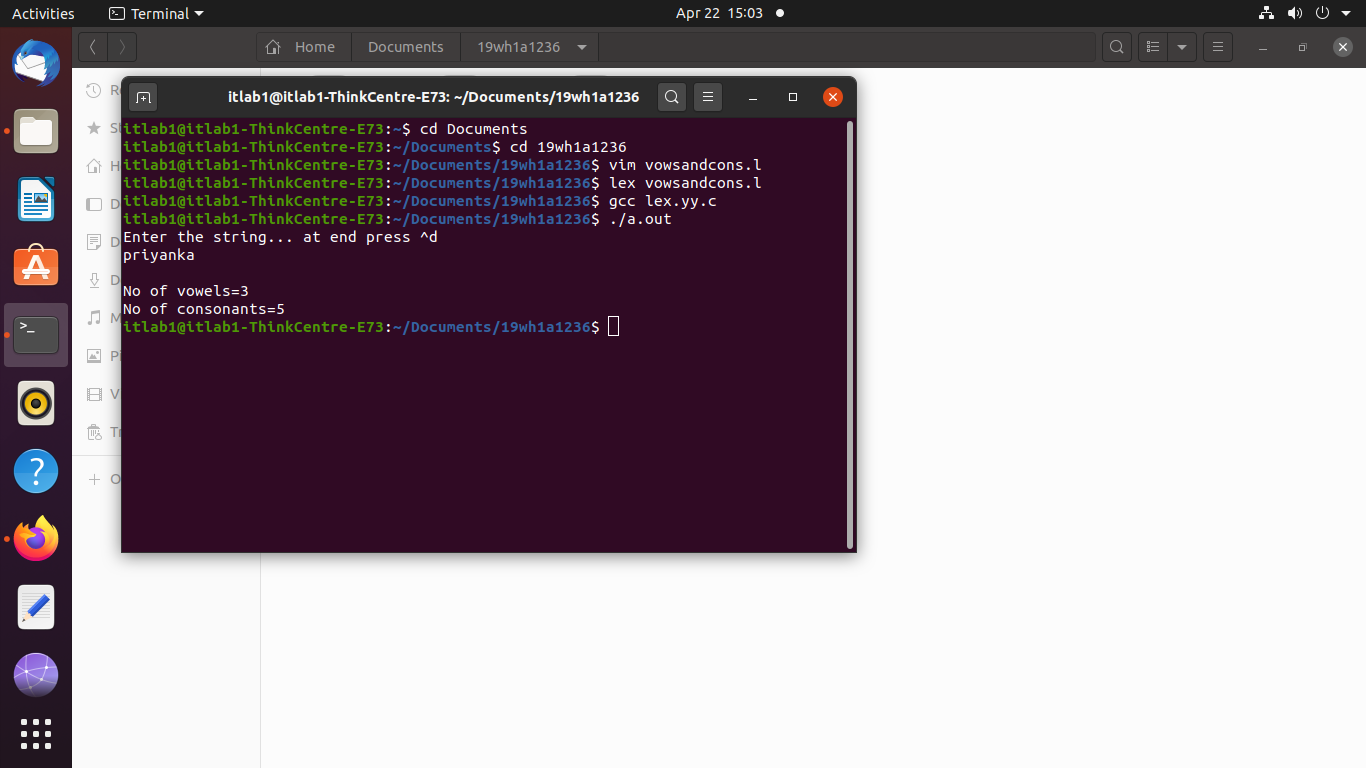 Activities Terminal Apr 22 15:03
Home Documents 19wh1a1236
itlab1@itlab1-ThinkCentre-E73: ~/Documents/19wh1a1236
itlab1@itlab1-ThinkCentre-E73:~$ cd Documents
itlab1@itlab1-ThinkCentre-E73:~/Documents$ cd 19wh1a1236
itlab1@itlab1-ThinkCentre-E73:~/Documents/19wh1a1236$ vim vowsandcons.l
itlab1@itlab1-ThinkCentre-E73:~/Documents/19wh1a1236$ lex vowsandcons.l
itlab1@itlab1-ThinkCentre-E73:~/Documents/19wh1a1236$ gcc lex.yy.c
itlab1@itlab1-ThinkCentre-E73:~/Documents/19wh1a1236$ ./a.out
Enter the string... at end press ^d
priyanka
No of vowels=3
No of consonants=5
itlab1@itlab1-ThinkCentre-E73:~/Documents/19wh1a1236$